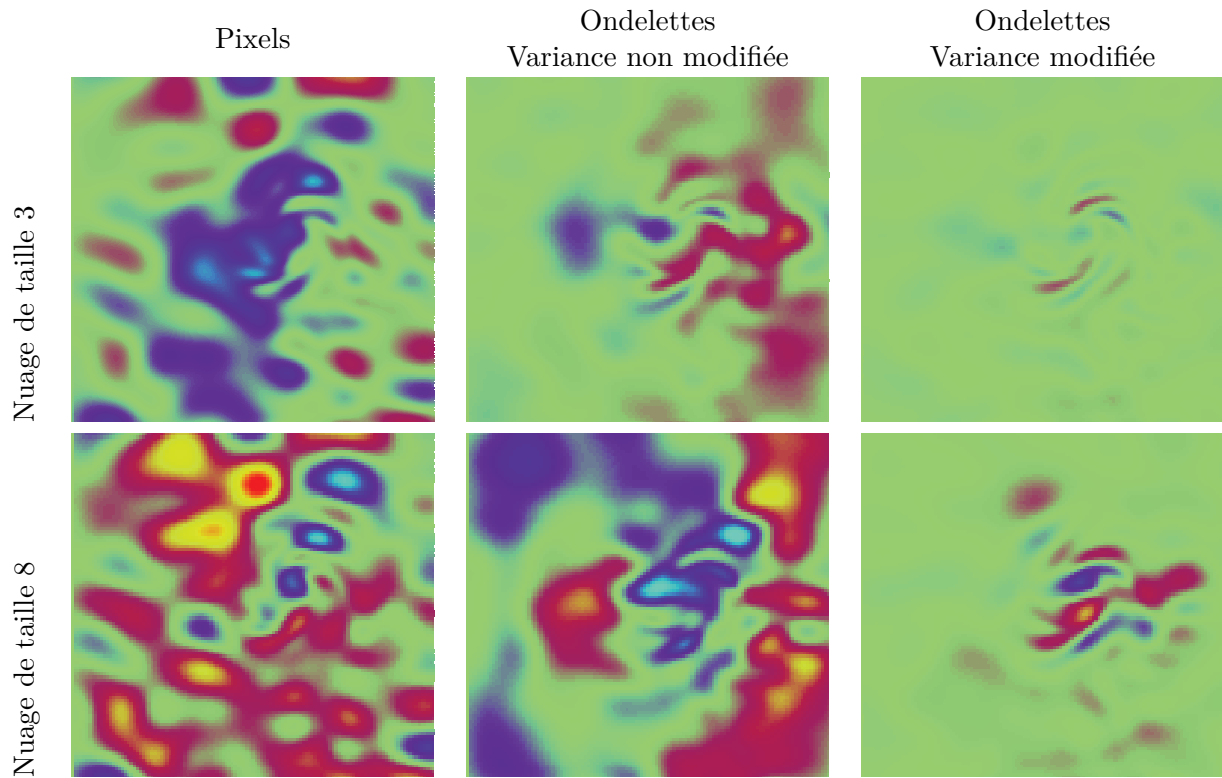 Pixels
Ondelettes
Variance non modifiée
Ondelettes
Variance modifiée
Nuage de taille 3
Nuage de taille 8